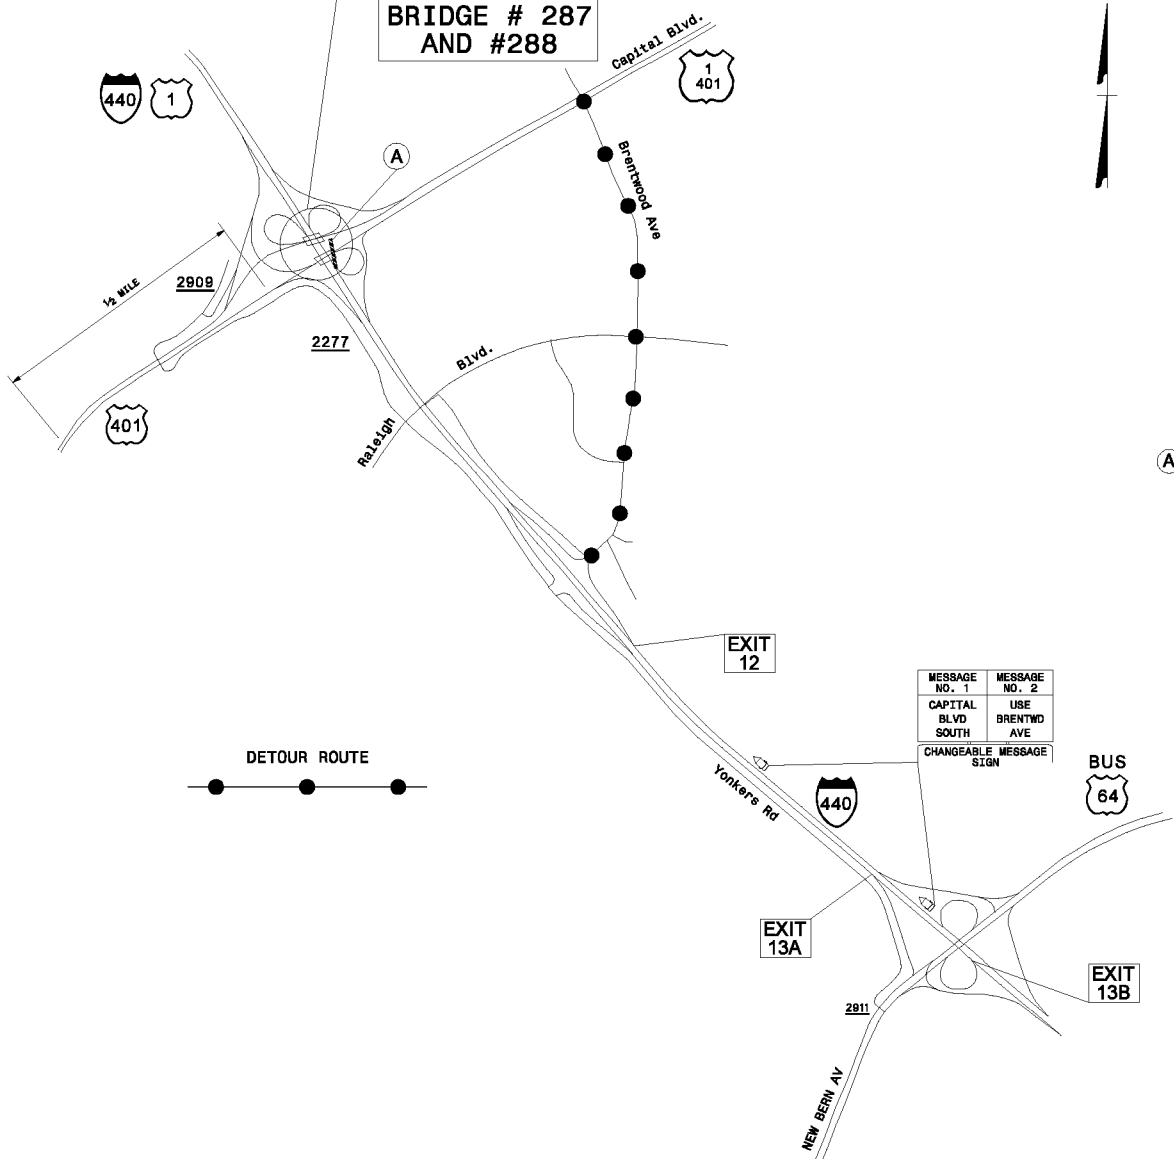 BRIDGE # 287
AND #288
Capital Blvd.
1
401
440
1
A
Brentwood Ave
½ MILE
2909
2277
Blvd.
Raleigh
401
A
EXIT
12
MESSAGE
NO. 1
MESSAGE
NO. 2
CAPITAL
BLVD
SOUTH
USE
BRENTWD
AVE
CHANGEABLE MESSAGE
SIGN
DETOUR ROUTE
Yonkers Rd
440
BUS
64
EXIT
13A
EXIT
13B
2911
NEW BERN AV